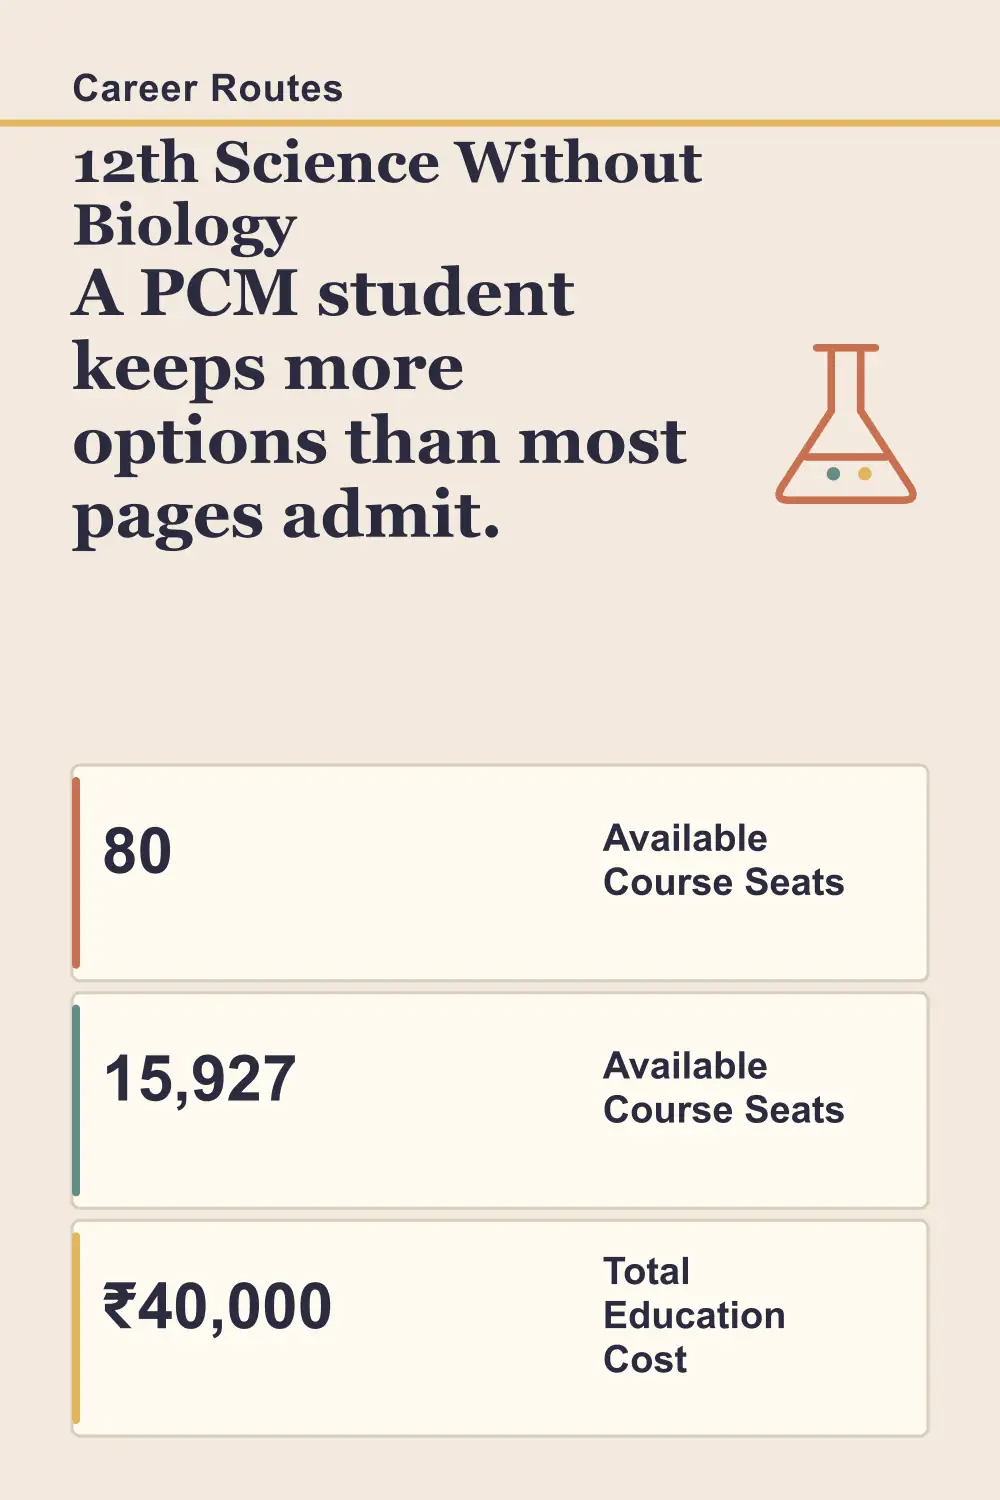 Career Routes
12th Science Without
Biology
A PCM student
keeps more
options than most
pages admit.
80
Available
Course Seats
15,927
Available
Course Seats
₹40,000
Total
Education
Cost